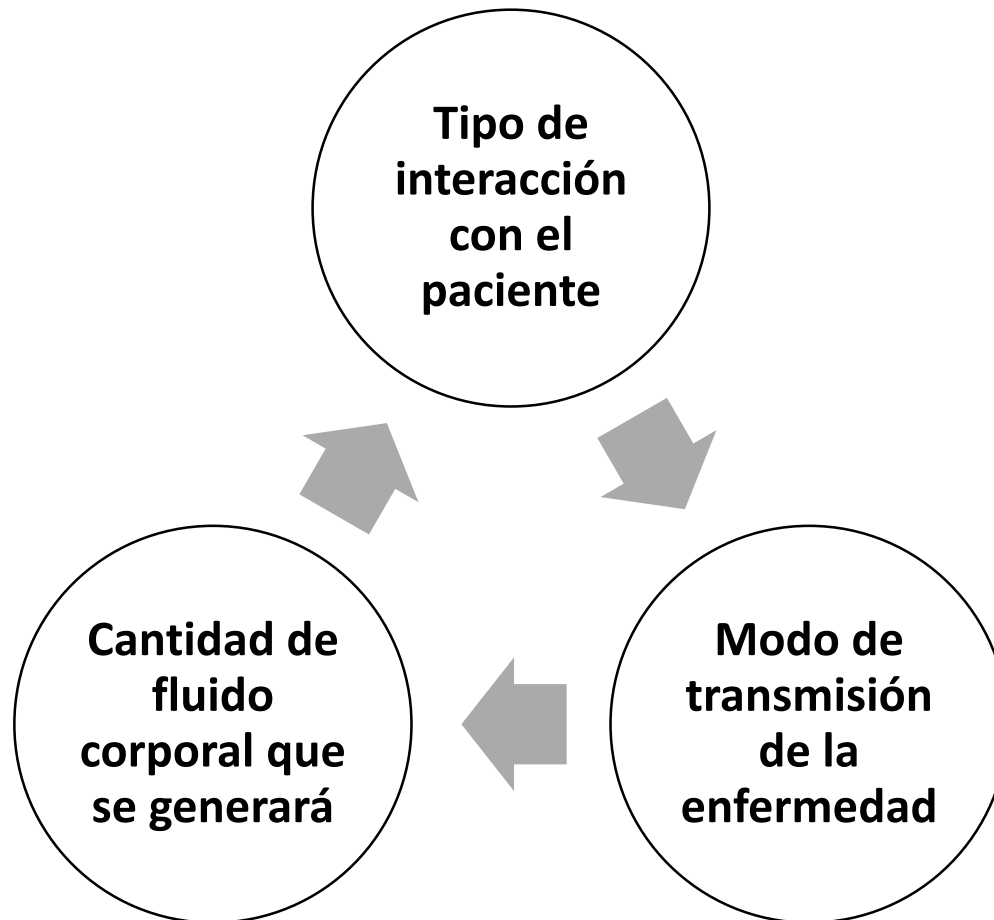 Tipo de
interacción
con el
paciente
Cantidad de
fluido
corporal que
se generará
Modo de
transmisión
de la
enfermedad